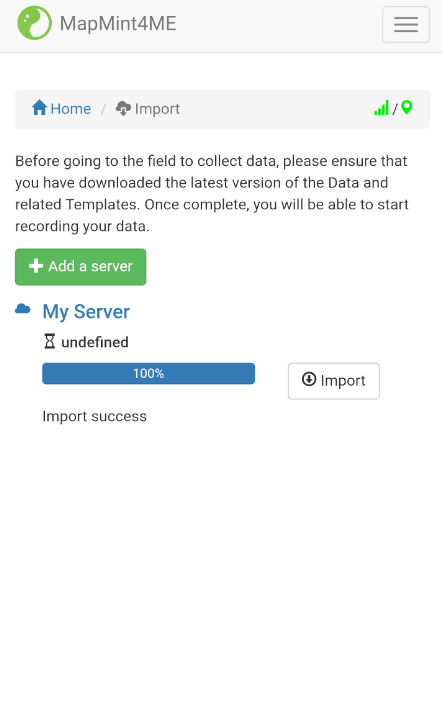 MapMint4ME
Home / Import /
Before going to the field to collect data, please ensure that
you have downloaded the latest version of the Data and
related Templates. Once complete, you will be able to start
recording your data.
Add a server
My Server
undefined
100% Import
Import success